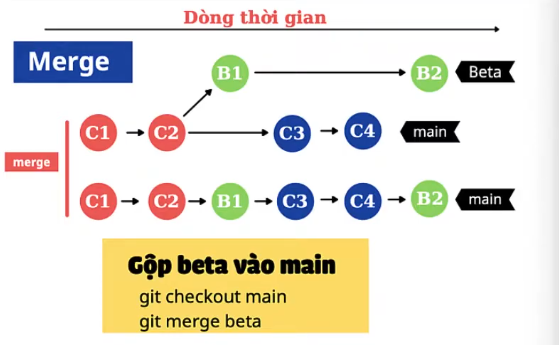 Dòng thời gian
Merge
B1 B2 Beta
C1 C2 C3 C4 main
merge
C1 C2 B1 C3 C4 B2 main
Gộp beta vào main
git checkout main
git merge beta